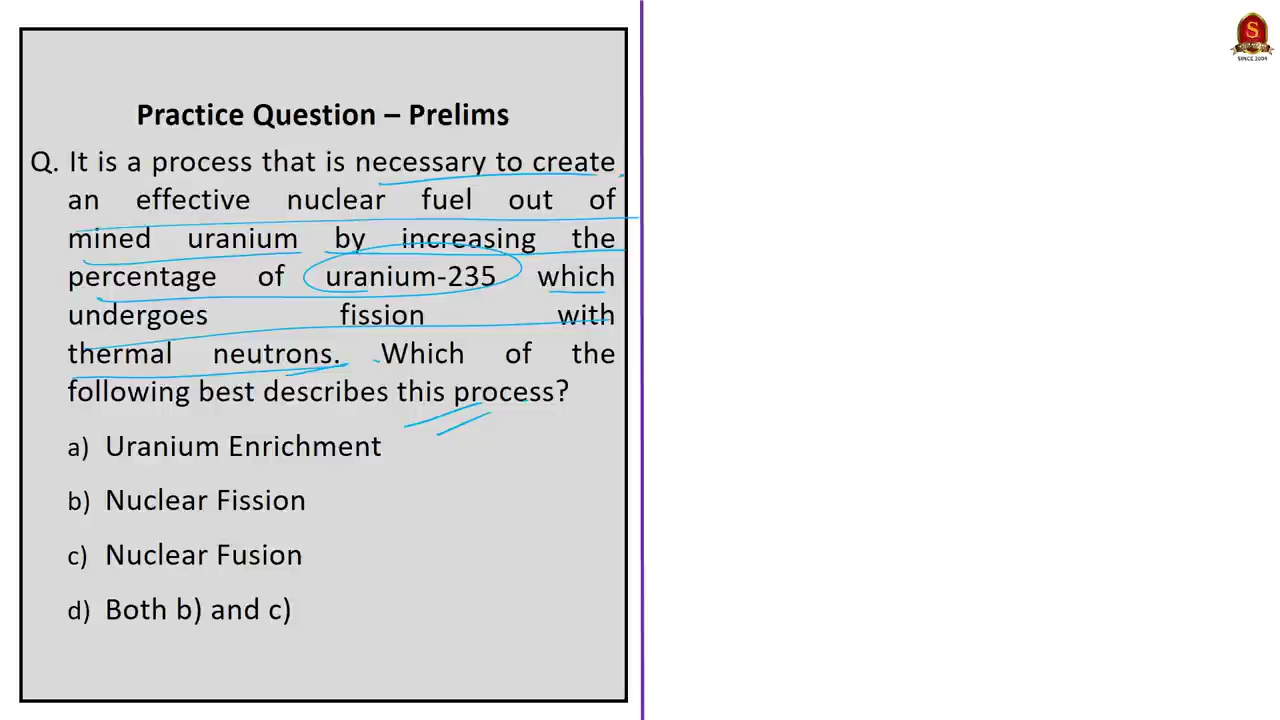 S
SINCE 2004
Practice Question – Prelims
Q. It is a process that is necessary to create
an effective nuclear fuel out of
mined uranium by increasing the
percentage of uranium-235 which
undergoes fission with
thermal neutrons. Which of the
following best describes this process?
a) Uranium Enrichment
b) Nuclear Fission
c) Nuclear Fusion
d) Both b) and c)